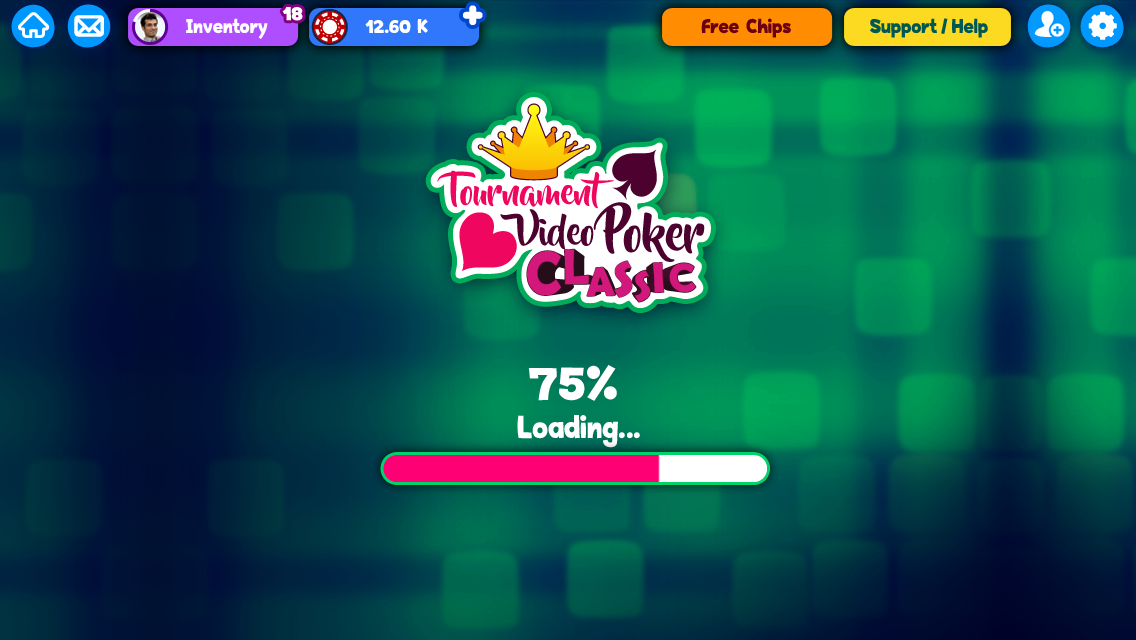 Inventory
18
12.60 K
Free Chips
Support / Help
Tournament
Video Poker
CLASSIC
75%
Loading...